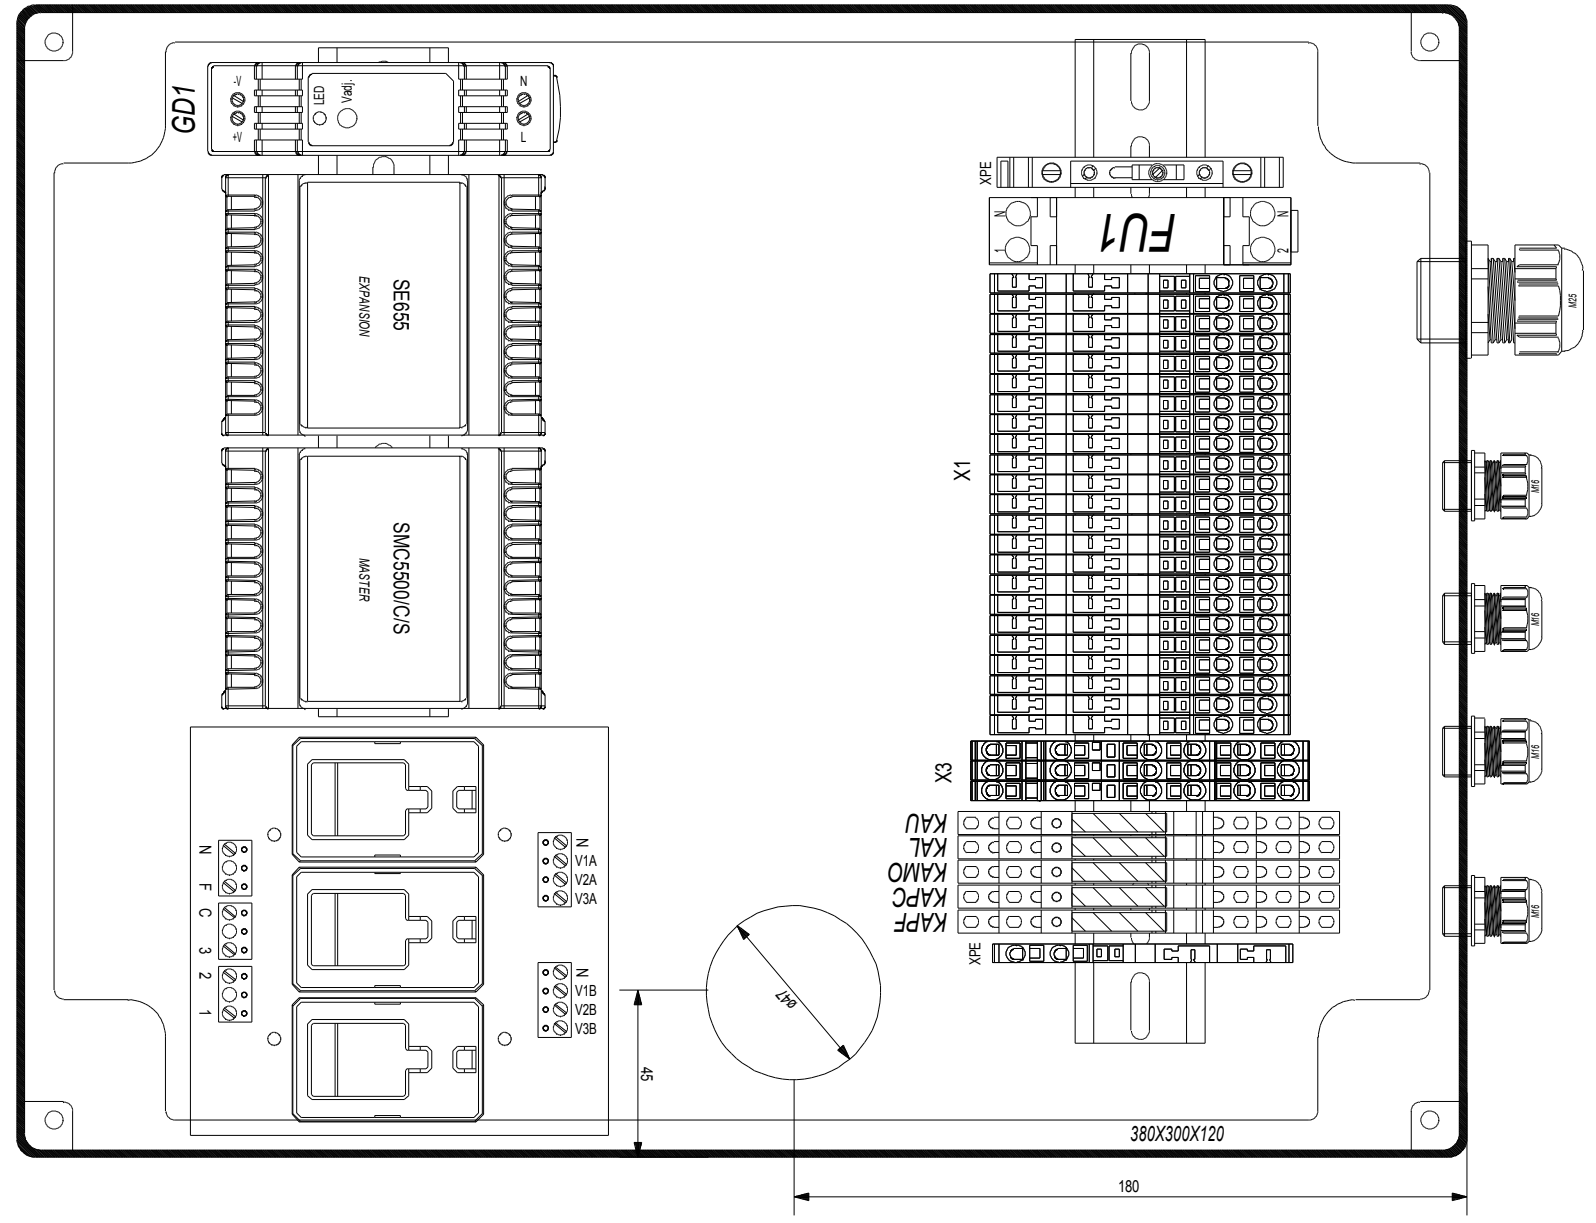 GD1
-V
+V
LED
Vadj.
N
L
SE655
EXPANSION
SMC5500/C/S
MASTER
N
F
C
3
2
1
N
V1A
V2A
V3A
N
V1B
V2B
V3B
45
ø47
180
380X300X120
XPE
N
1
FU1
N
2
X1
X3
KAU
KAL
KAMO
KAPC
KAPF
XPE
M25
M16
M16
M16
M16